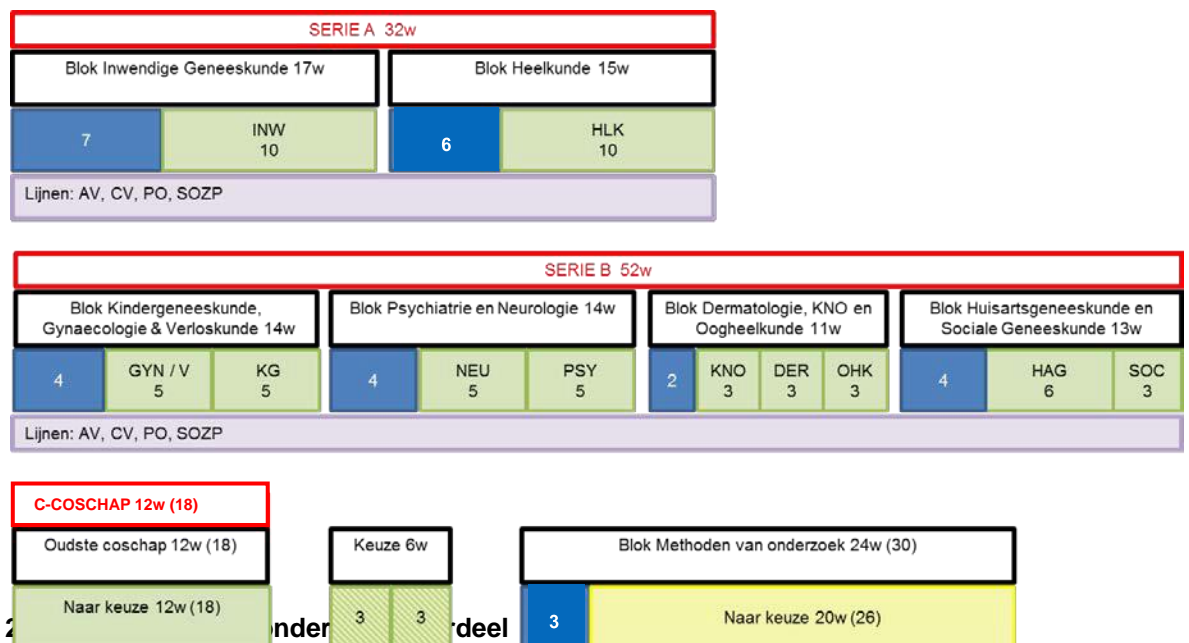 SERIE A 32w
Blok Inwendige Geneeskunde 17w
Blok Heelkunde 15w
7
INW
10
6
HLK
10
Lijnen: AV, CV, PO, SOZP
SERIE B 52w
Blok Kindergeneeskunde,
Gynaecologie & Verloskunde 14w
Blok Psychiatrie en Neurologie 14w
Blok Dermatologie, KNO en
Oogheelkunde 11w
Blok Huisartsgeneeskunde en
Sociale Geneeskunde 13w
4
GYN / V
5
KG
5
4
NEU
5
PSY
5
2
KNO
3
DER
3
OHK
3
4
HAG
6
SOC
3
Lijnen: AV, CV, PO, SOZP
C-COSCHAP 12w (18)
Oudste coschap 12w (18)
Keuze 6w
Blok Methoden van onderzoek 24w (30)
Naar keuze 12w (18)
3
3
3
Naar keuze 20w (26)
nder deel